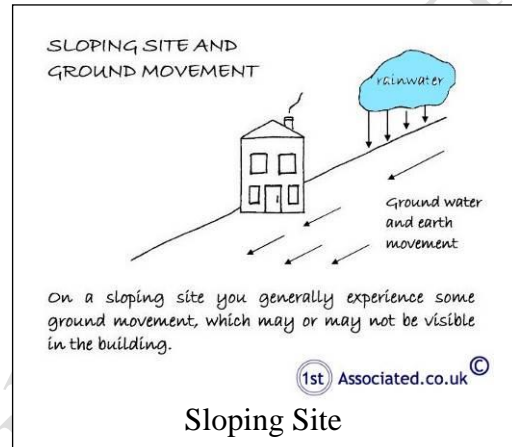 SLOPING SITE AND
GROUND MOVEMENT
rainwater
Ground water
and earth
movement
On a sloping site you generally experience some
ground movement, which may or may not be visible
in the building.
1st Associated.co.uk ©
Sloping Site